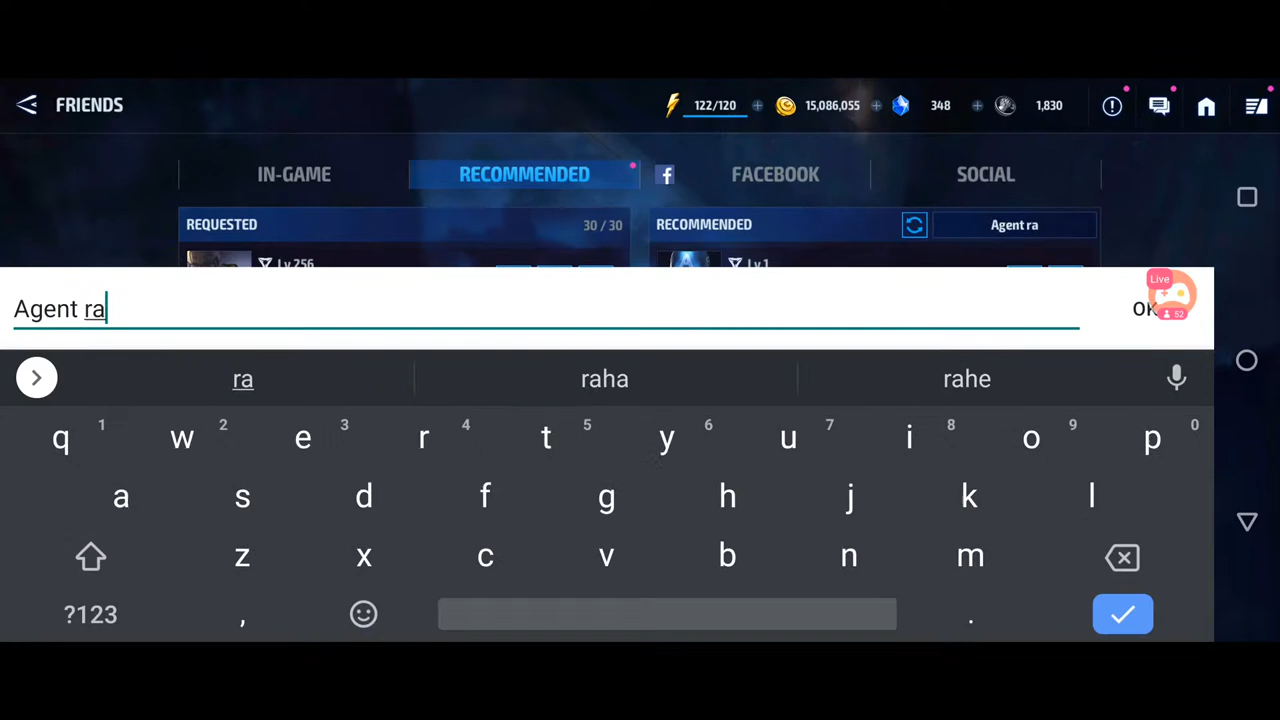 FRIENDS
122/120
15,086,055
348
1,830
IN-GAME
RECOMMENDED
FACEBOOK
SOCIAL
REQUESTED
30 / 30
RECOMMENDED
Agent ra
Lv.256
Lv.1
Agent ra
OK
Live
52
ra
raha
rahe
q 1 w 2 e 3 r 4 t 5 y 6 u 7 i 8 o 9 p 0
a s d f g h j k l
z x c v b n m
?123 , .